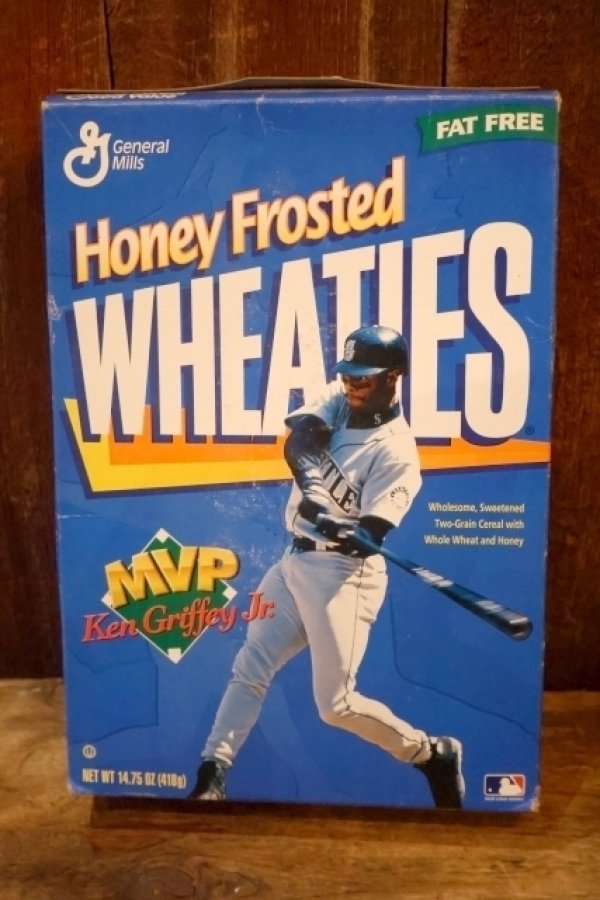 General
Mills
FAT FREE
Honey Frosted
WHEATIES
S
TLE
Wholesome, Sweetened
Two-Grain Cereal with
Whole Wheat and Honey
MVP
Ken Griffey Jr.
NET WT 14.75 OZ (418g)